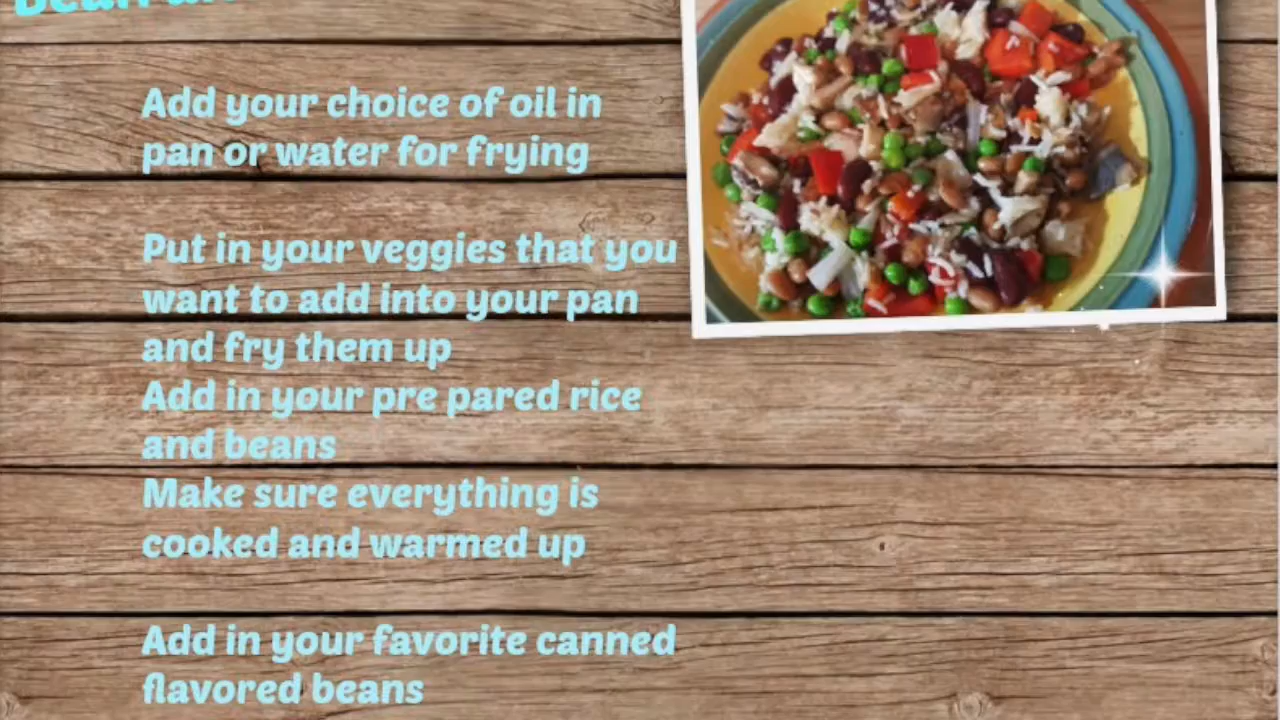 Add your choice of oil in
pan or water for frying
Put in your veggies that you
want to add into your pan
and fry them up
Add in your pre pared rice
and beans
Make sure everything is
cooked and warmed up
Add in your favorite canned
flavored beans